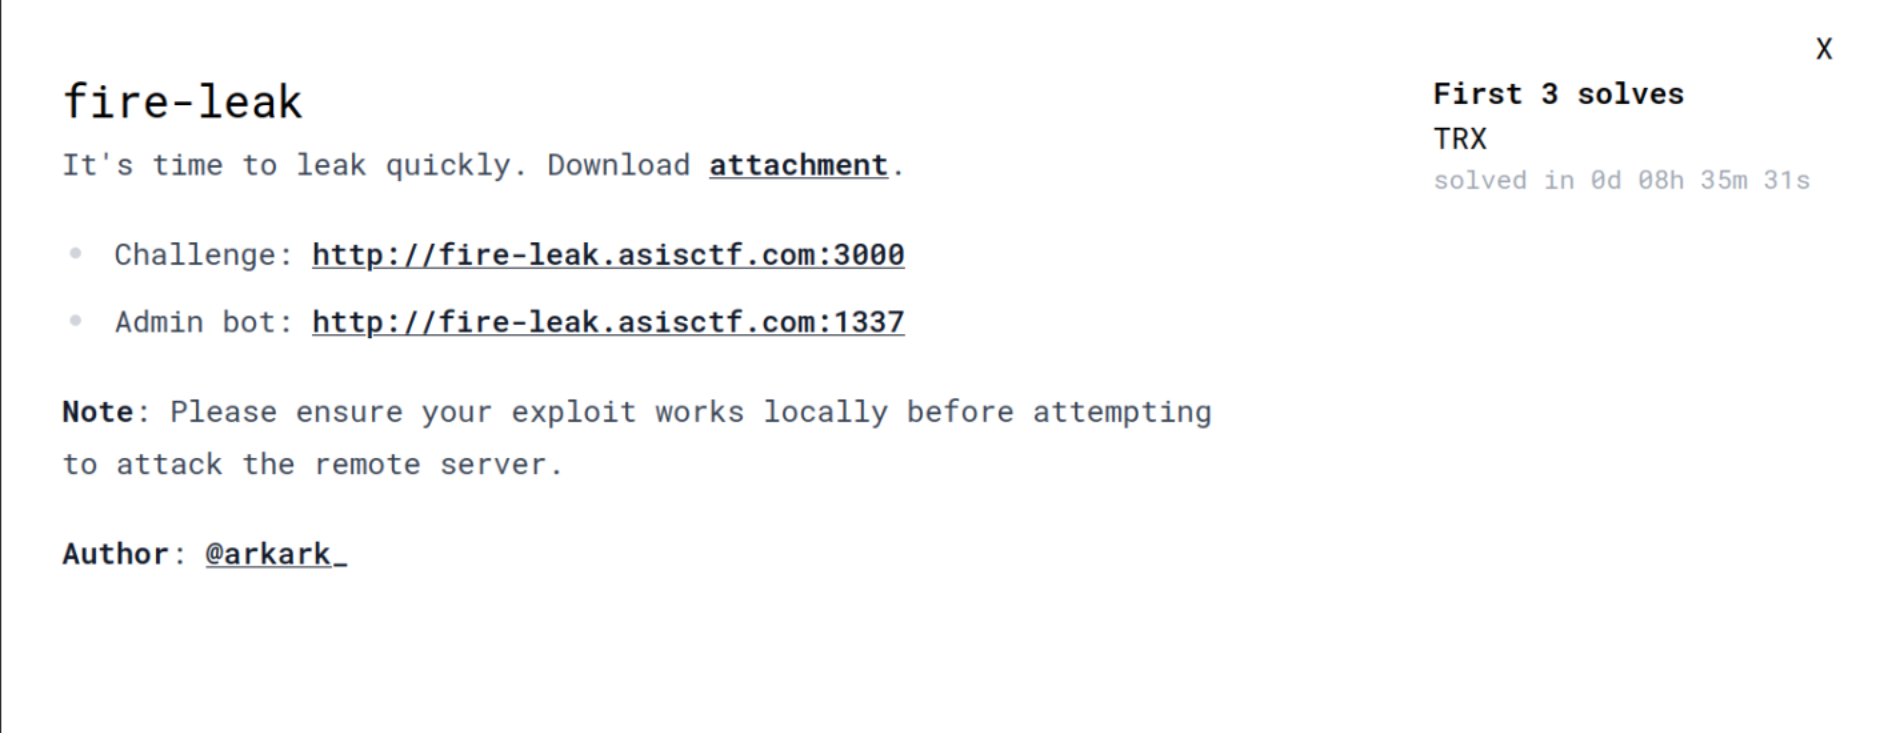 X
fire-leak
It's time to leak quickly. Download attachment.
Challenge: http://fire-leak.asisctf.com:3000
Admin bot: http://fire-leak.asisctf.com:1337
Note: Please ensure your exploit works locally before attempting
to attack the remote server.
Author: @arkark_
First 3 solves
TRX
solved in 0d 08h 35m 31s